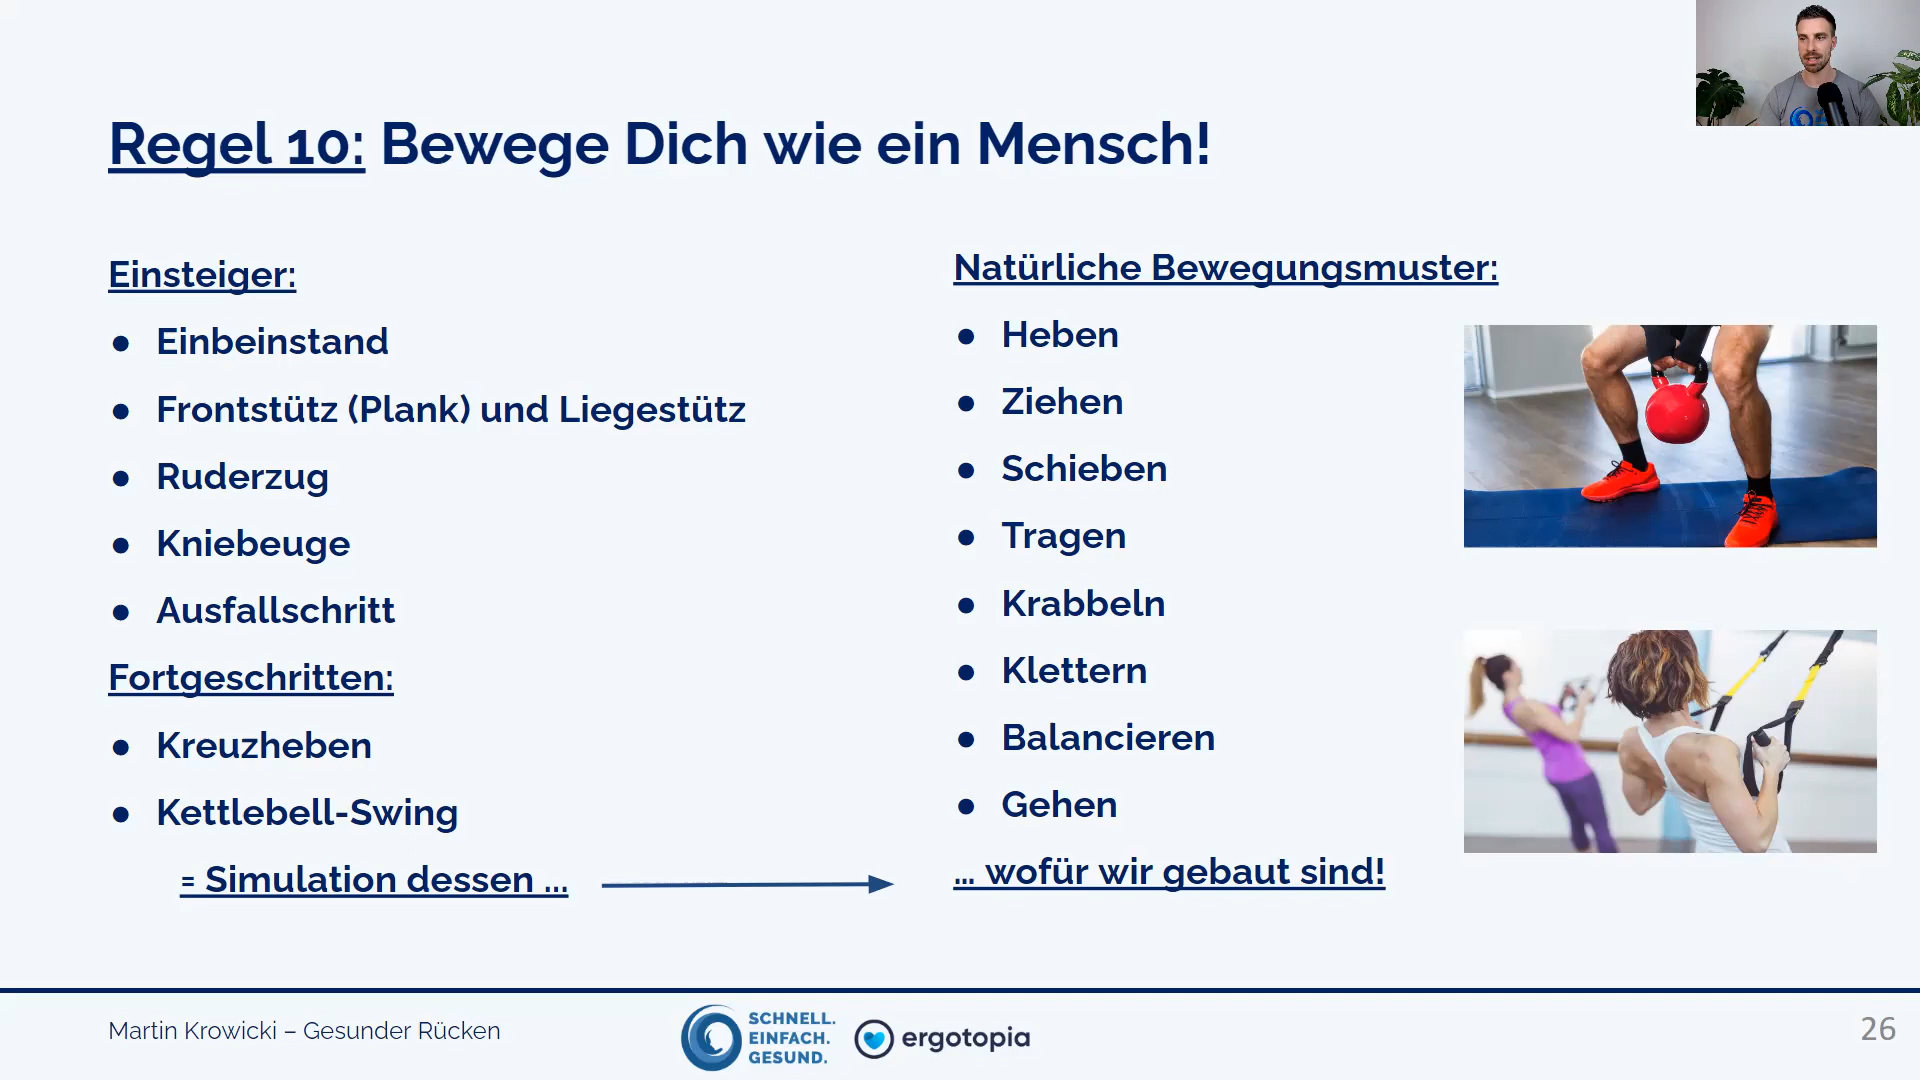 Regel 10: Bewege Dich wie ein Mensch!
Einsteiger:
● Einbeinstand
● Frontstütz (Plank) und Liegestütz
● Ruderzug
● Kniebeuge
● Ausfallschritt
Fortgeschritten:
● Kreuzheben
● Kettlebell-Swing
= Simulation dessen ...
Natürliche Bewegungsmuster:
● Heben
● Ziehen
● Schieben
● Tragen
● Krabbeln
● Klettern
● Balancieren
● Gehen
... wofür wir gebaut sind!
Martin Krowicki – Gesunder Rücken
SCHNELL.
EINFACH.
GESUND.
ergotopia
26